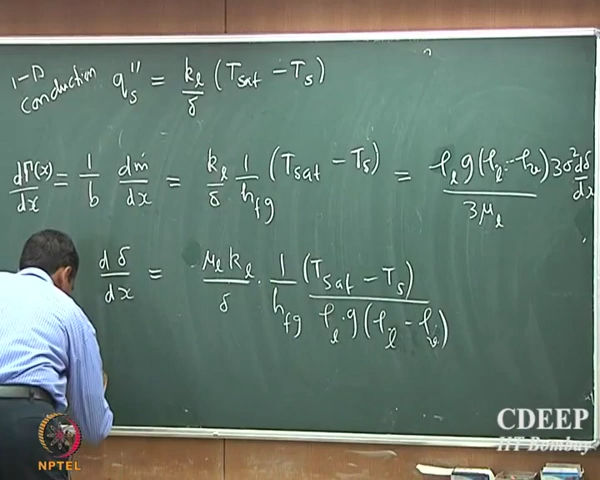 1-D conduction q_s'' = k_l/δ (T_sat - T_s)
dΓ(x)/dx = 1/b dṁ/dx = k_l/δ 1/h_fg (T_sat - T_s) = ρ_l g(ρ_l - ρ_v) 3δ² dδ/dx / 3μ_l
dδ/dx = μ_l k_l/δ · 1/h_fg (T_sat - T_s) / ρ_l · g(ρ_l - ρ_v)
CDEEP
IIT Bombay
NPTEL